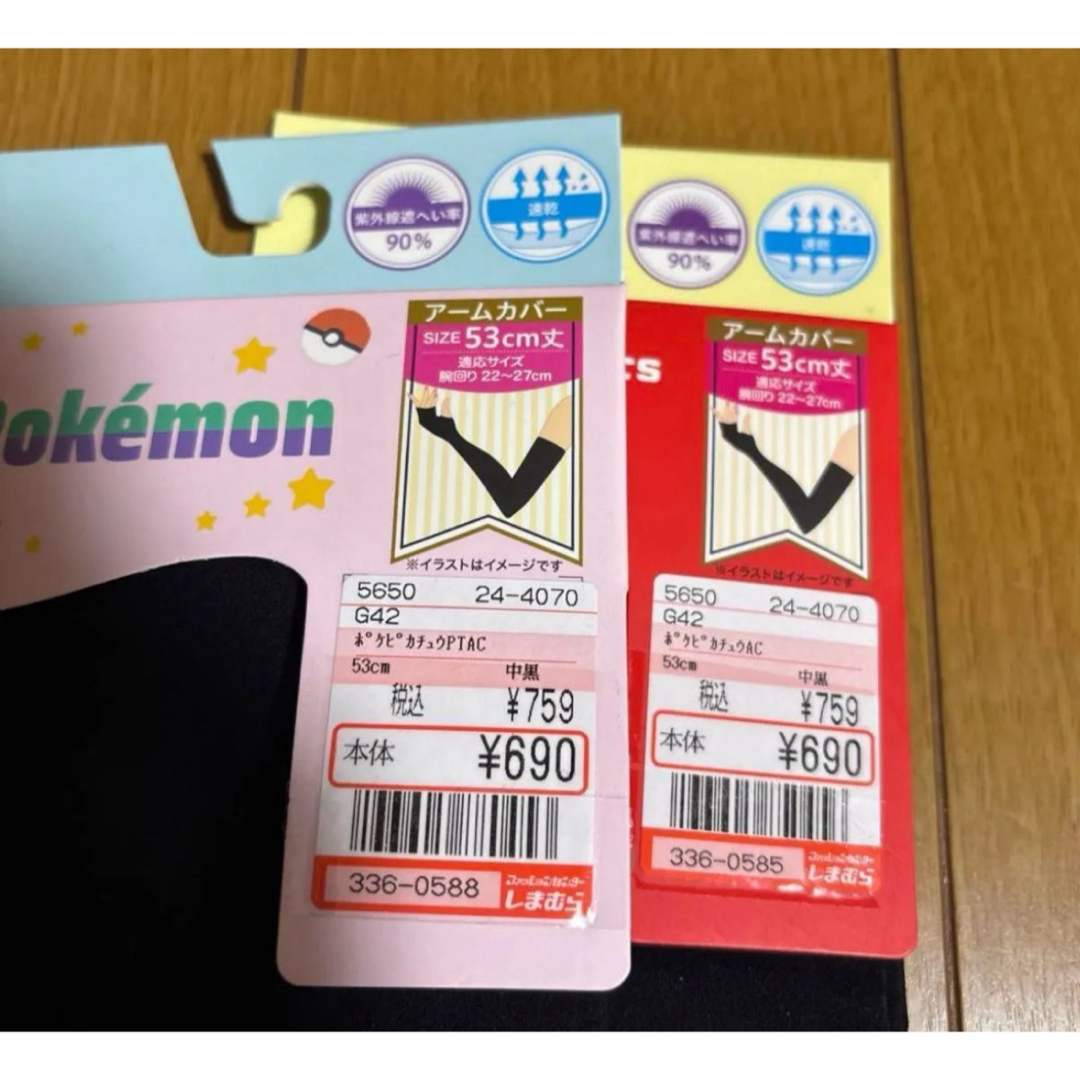 紫外線遮へい率
90%
速乾
アームカバー
SIZE 53cm丈
適応サイズ
腕回り 22～27cm
※イラストはイメージです
Pokémon
5650 24-4070
G42
ポケピカチュウPTAC
53cm 中黒
税込 ¥759
本体 ¥690
336-0588
ファッションセンター
しまむら
紫外線遮へい率
90%
速乾
アームカバー
SIZE 53cm丈
適応サイズ
腕回り 22～27cm
※イラストはイメージです
5650 24-4070
G42
ポケピカチュウAC
53cm 中黒
税込 ¥759
本体 ¥690
336-0585
ファッションセンター
しまむら